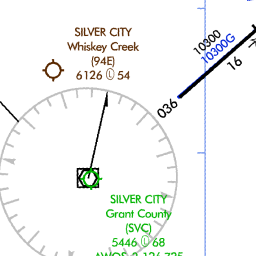 SILVER CITY
Whiskey Creek
(94E)
6126 Ⓛ 54
10300
10300G
16
036
SILVER CITY
Grant County
(SVC)
5446 Ⓛ 68